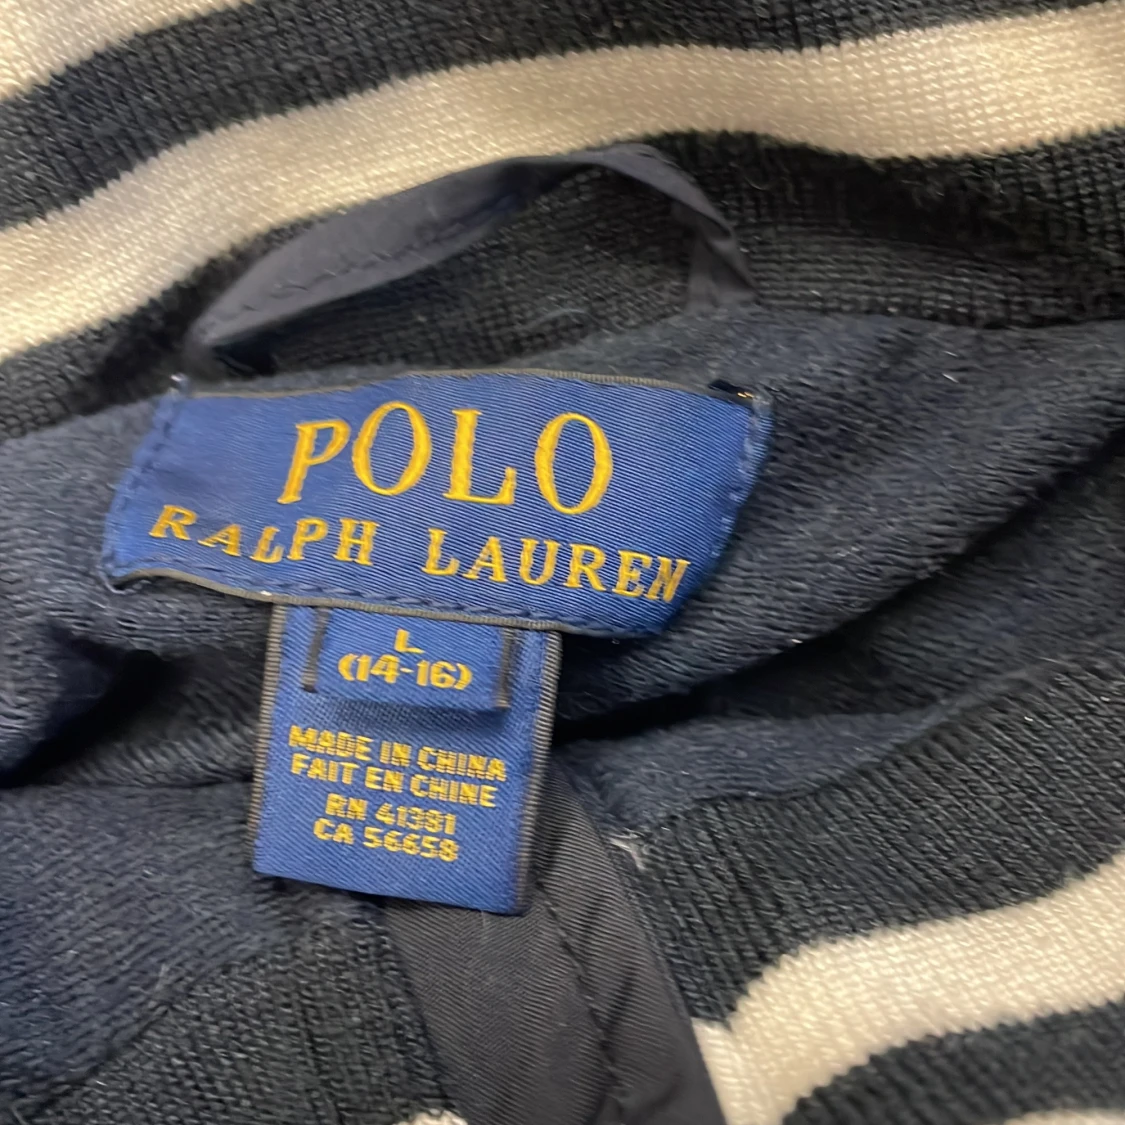 POLO
RALPH LAUREN
L
(14-16)
MADE IN CHINA
FAIT EN CHINE
RN 41381
CA 56658